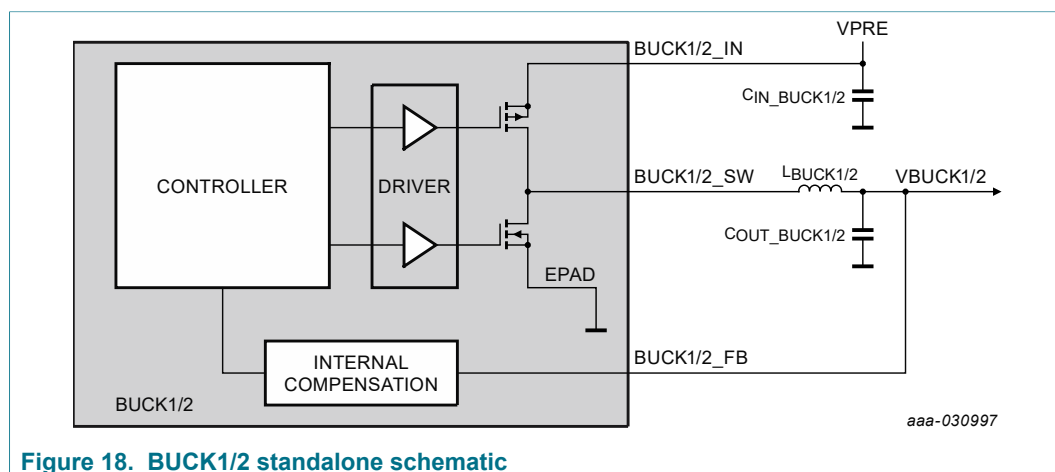 VPRE
BUCK1/2_IN
CIN_BUCK1/2
CONTROLLER
DRIVER
BUCK1/2_SW
LBUCK1/2
VBUCK1/2
COUT_BUCK1/2
EPAD
BUCK1/2_FB
INTERNAL
COMPENSATION
BUCK1/2
aaa-030997
Figure 18. BUCK1/2 standalone schematic